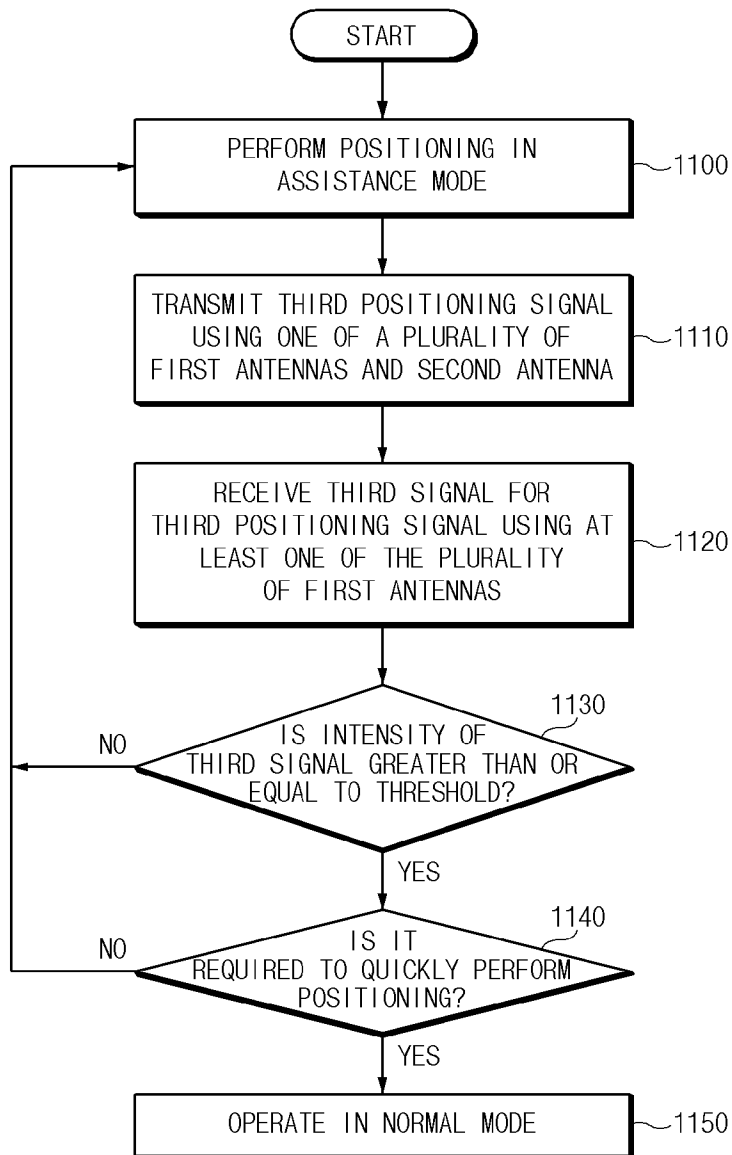 START
PERFORM POSITIONING IN
ASSISTANCE MODE
1100
TRANSMIT THIRD POSITIONING SIGNAL
USING ONE OF A PLURALITY OF
FIRST ANTENNAS AND SECOND ANTENNA
1110
RECEIVE THIRD SIGNAL FOR
THIRD POSITIONING SIGNAL USING AT
LEAST ONE OF THE PLURALITY
OF FIRST ANTENNAS
1120
1130
NO
IS INTENSITY OF
THIRD SIGNAL GREATER THAN OR
EQUAL TO THRESHOLD?
YES
1140
NO
IS IT
REQUIRED TO QUICKLY PERFORM
POSITIONING?
YES
OPERATE IN NORMAL MODE
1150